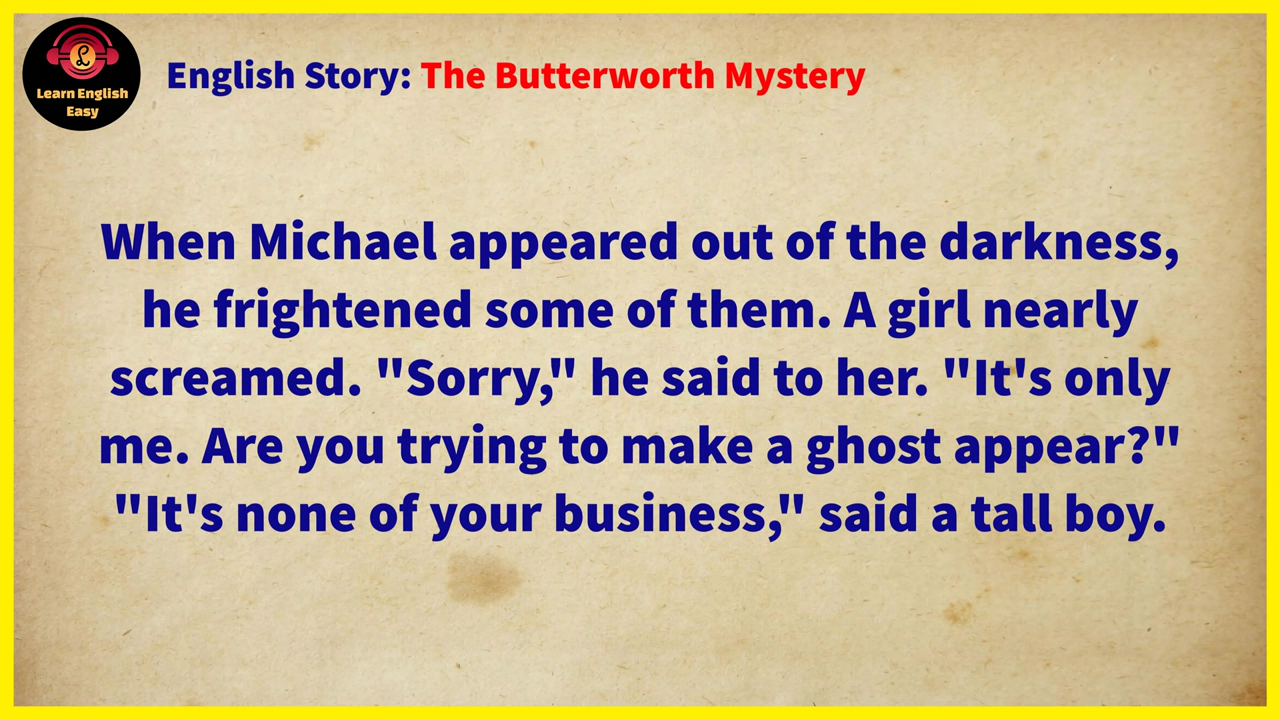 Learn English
Easy
English Story: The Butterworth Mystery
When Michael appeared out of the darkness,
he frightened some of them. A girl nearly
screamed. "Sorry," he said to her. "It's only
me. Are you trying to make a ghost appear?"
"It's none of your business," said a tall boy.